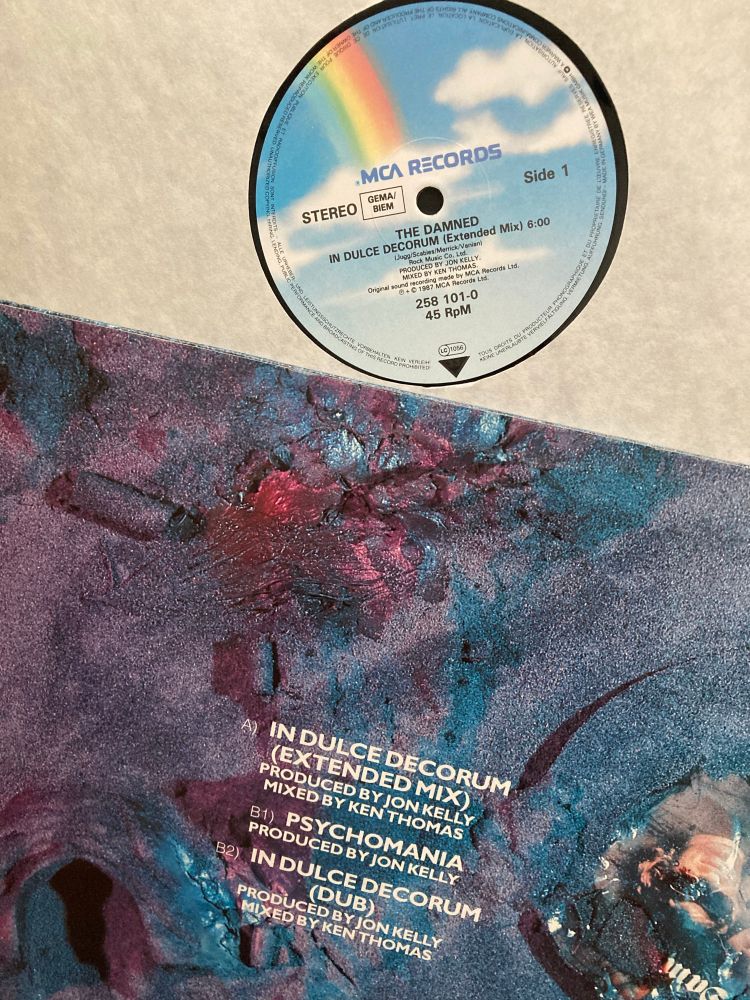 MCA RECORDS
Side 1
STEREO
GEMA/
BIEM
THE DAMNED
IN DULCE DECORUM (Extended Mix) 6:00
(Jugg/Scabies/Merrick/Vanian)
Rock Music Co. Ltd.
PRODUCED BY JON KELLY.
MIXED BY KEN THOMAS.
Original sound recording made by MCA Records Ltd.
℗ + © 1987 MCA Records Ltd.
258 101-0
45 RpM
LC 1056
A) IN DULCE DECORUM
(EXTENDED MIX)
PRODUCED BY JON KELLY
MIXED BY KEN THOMAS
B1) PSYCHOMANIA
PRODUCED BY JON KELLY
B2) IN DULCE DECORUM
(DUB)
PRODUCED BY JON KELLY
MIXED BY KEN THOMAS